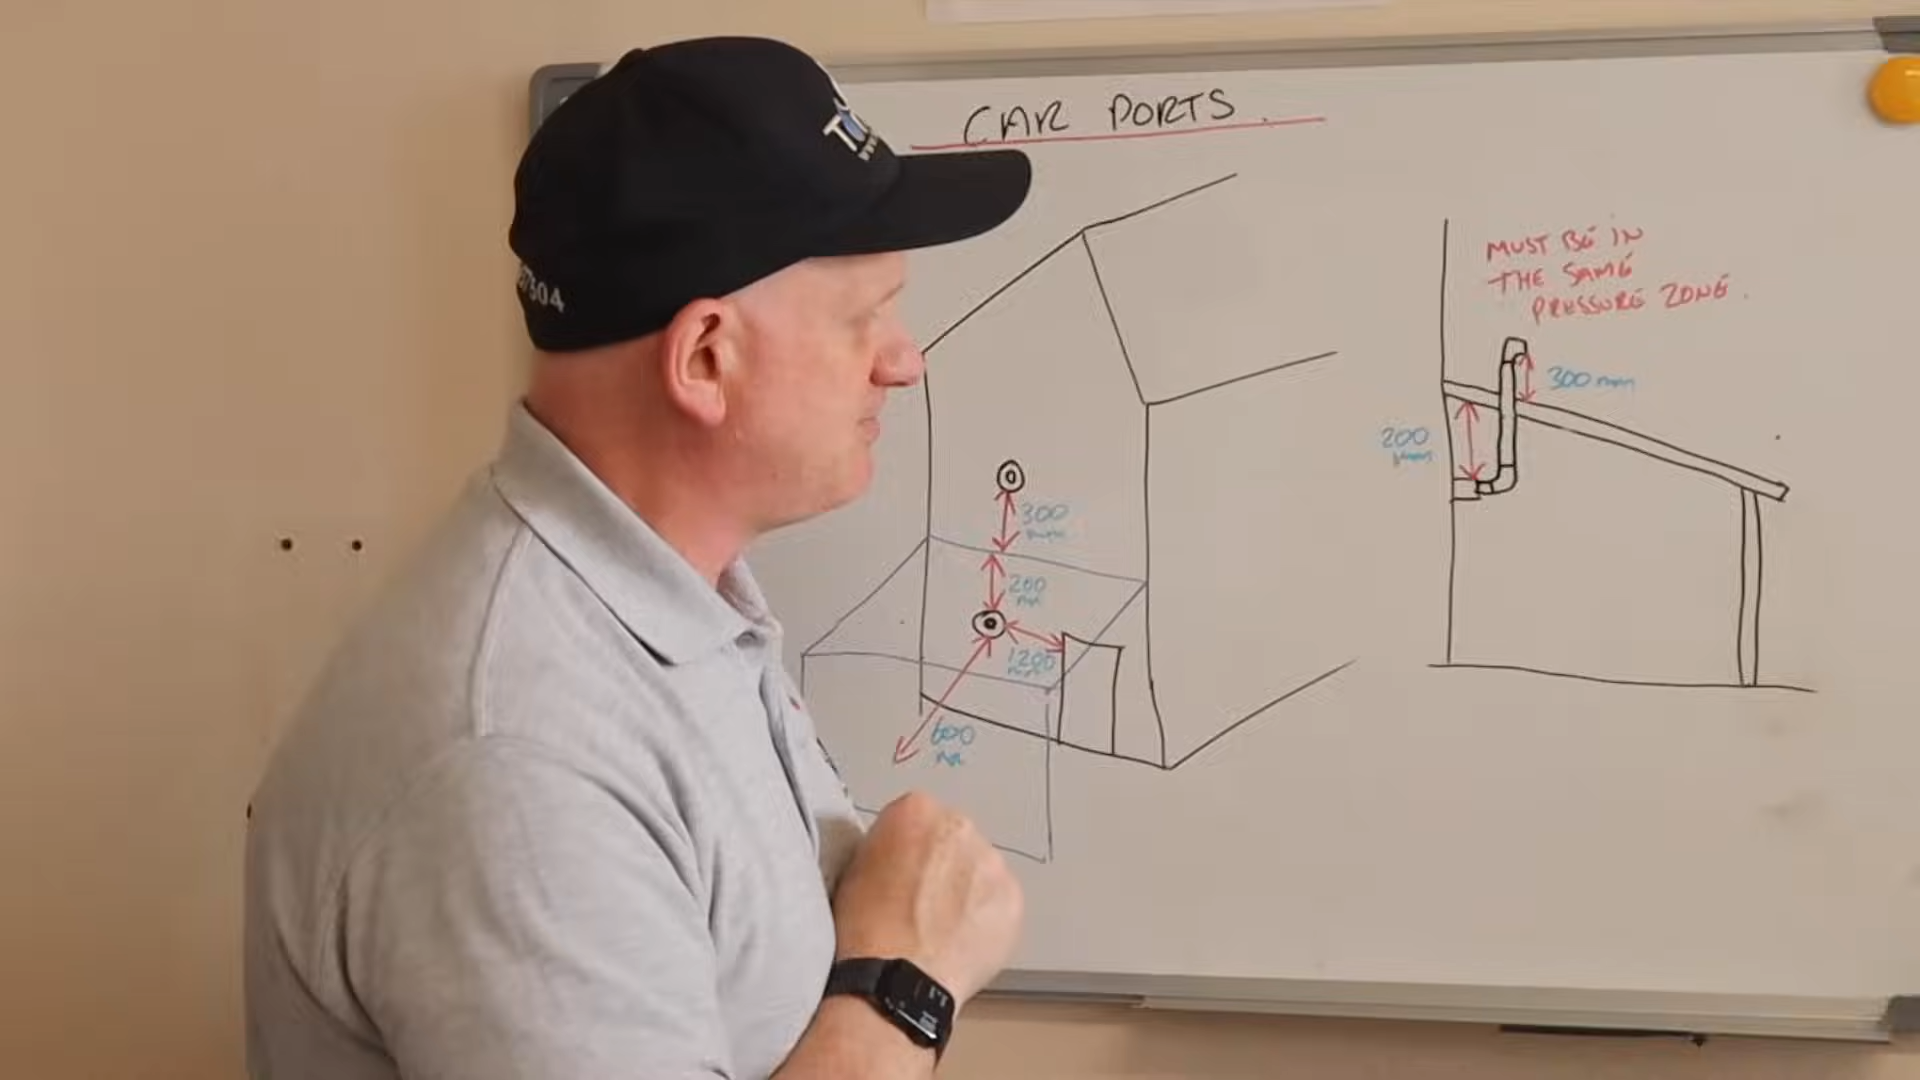 CAR PORTS.
MUST BE IN
THE SAME
PRESSURE ZONE.
300 mm
200
mm
300
mm
200
mm
1200
mm
600